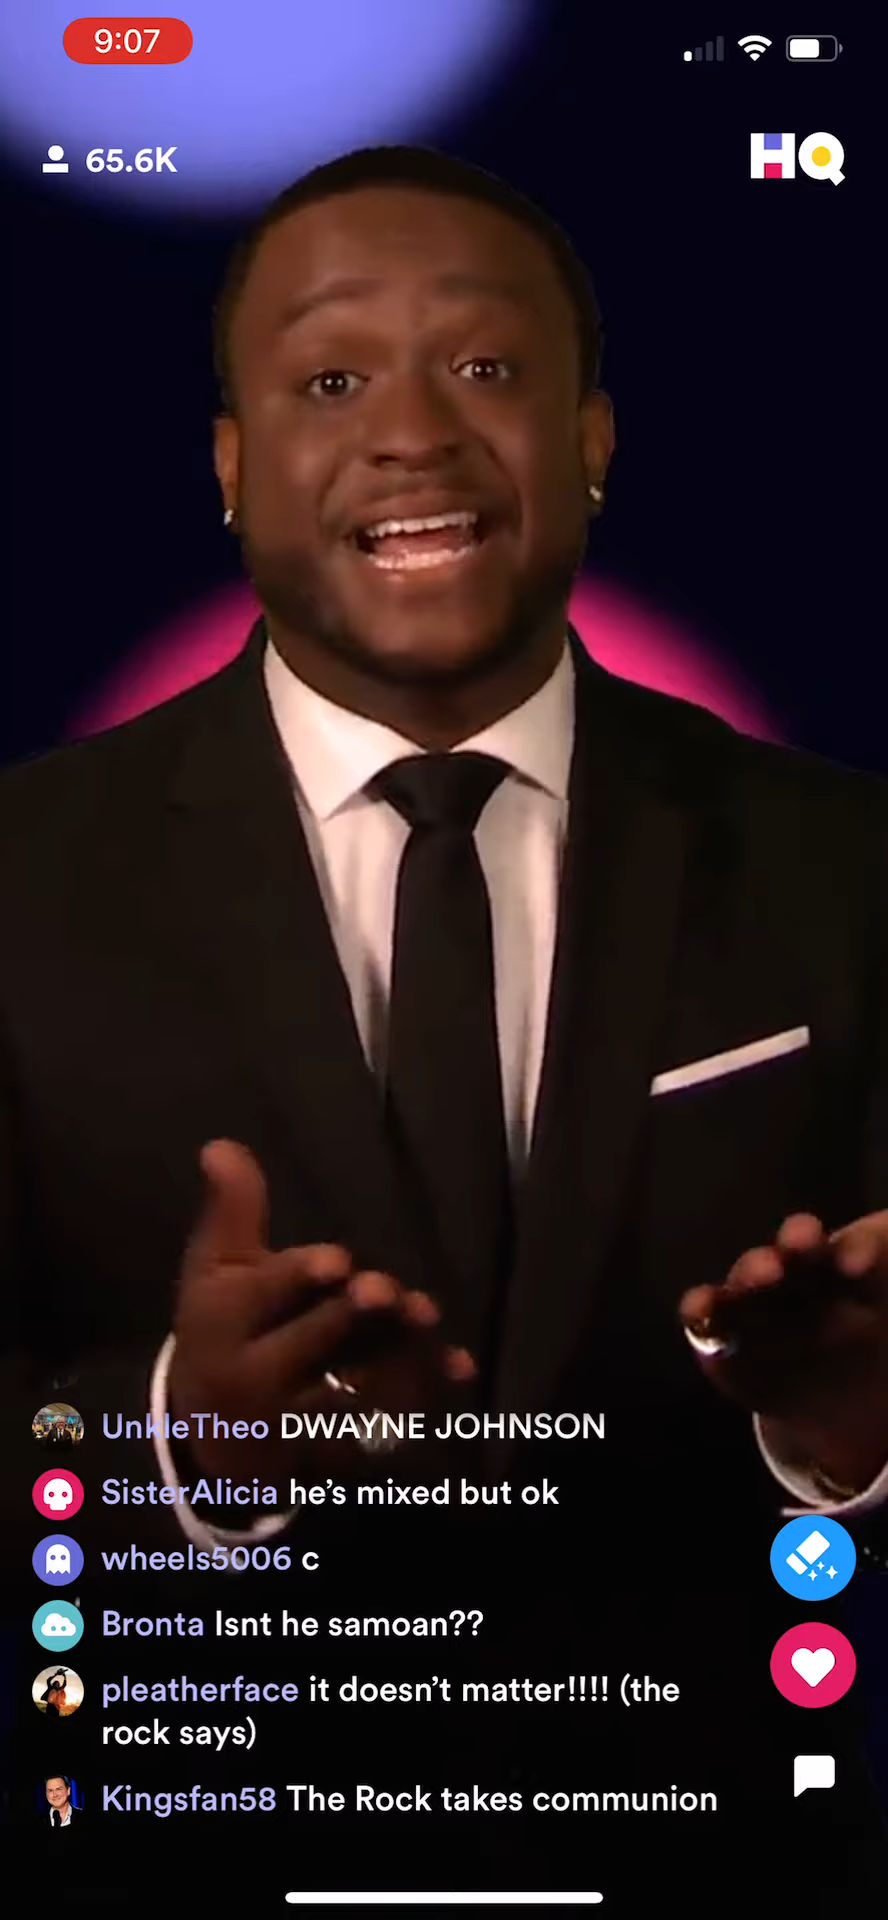 9:07
65.6K
HQ
UnkleTheo DWAYNE JOHNSON
SisterAlicia he's mixed but ok
wheels5006 c
Bronta Isnt he samoan??
pleatherface it doesn't matter!!!! (the
rock says)
Kingsfan58 The Rock takes communion